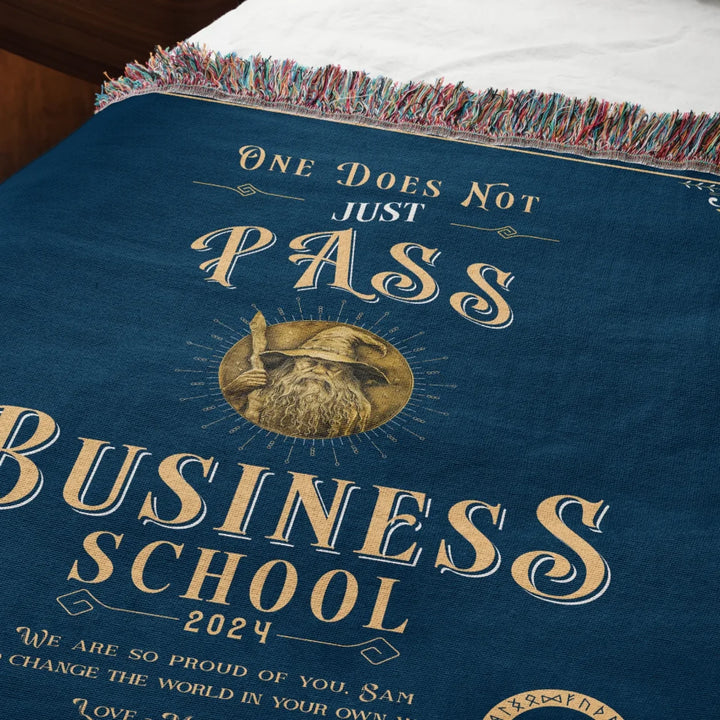 One Does Not
JUST
PASS
BUSINESS
SCHOOL
2024
We are so proud of you, Sam
change the world in your own
Love